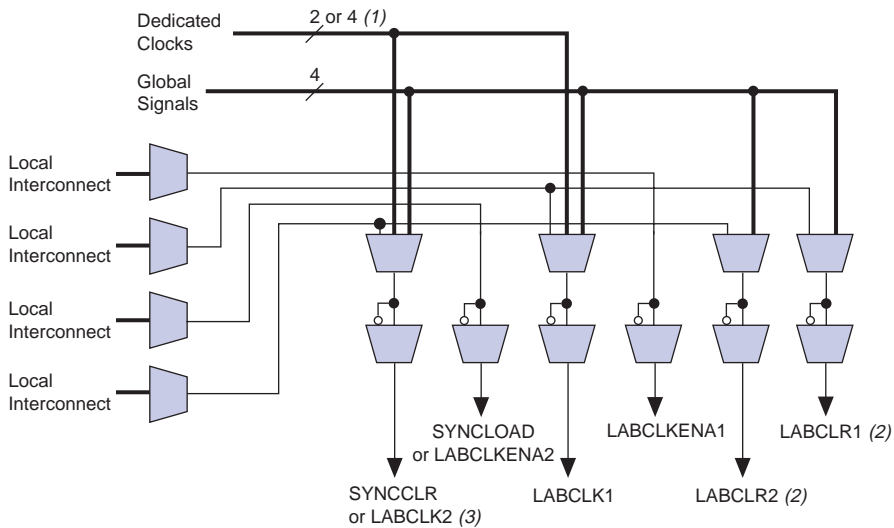 Dedicated
Clocks
2 or 4 (1)
Global
Signals
4
Local
Interconnect
Local
Interconnect
Local
Interconnect
Local
Interconnect
SYNCLOAD
or LABCLKENA2
LABCLKENA1
LABCLR1 (2)
SYNCCLR
or LABCLK2 (3)
LABCLK1
LABCLR2 (2)